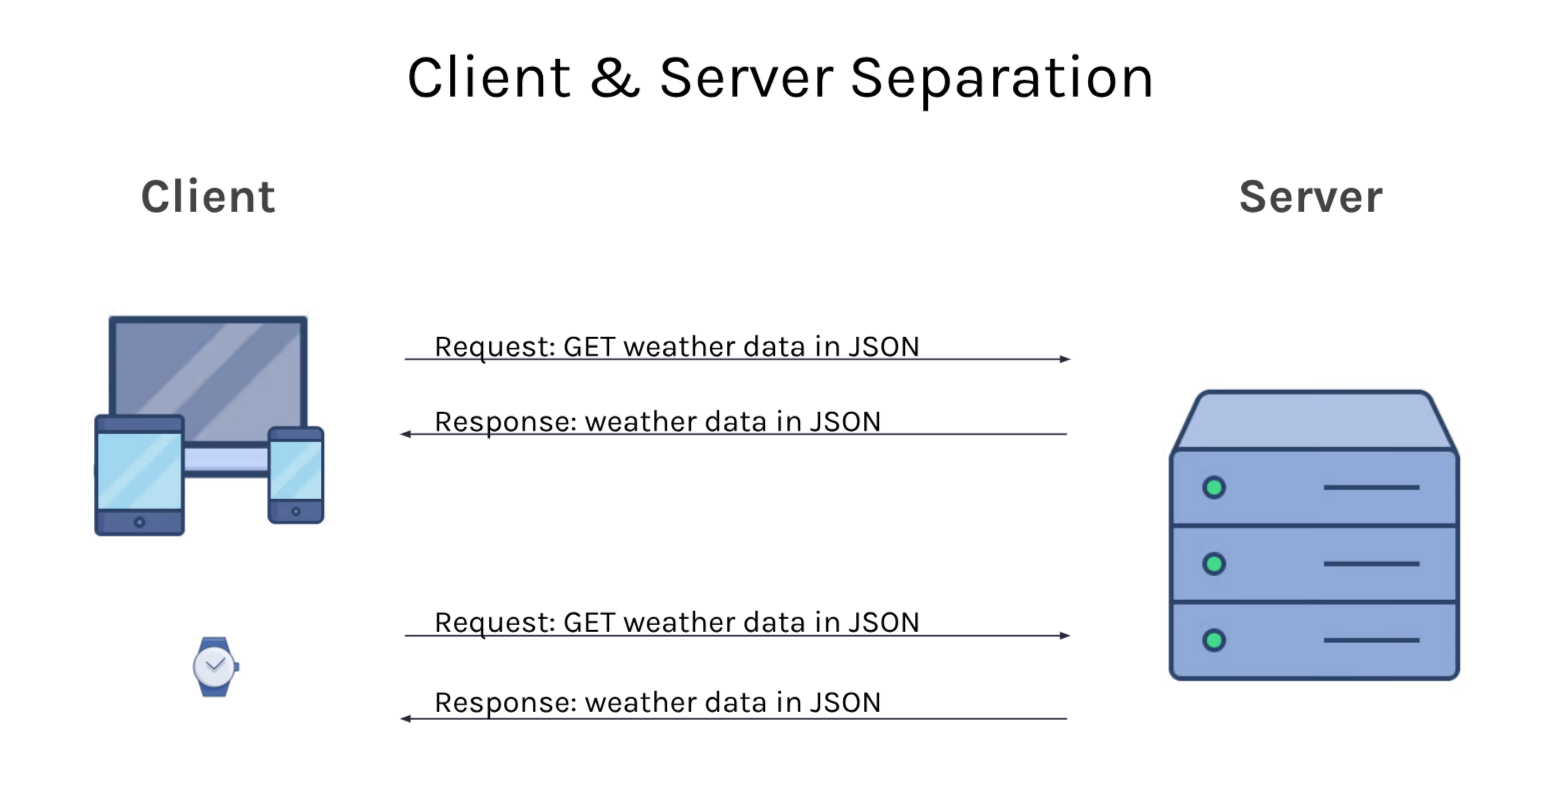 Client & Server Separation
Client
Server
Request: GET weather data in JSON
Response: weather data in JSON
Request: GET weather data in JSON
Response: weather data in JSON